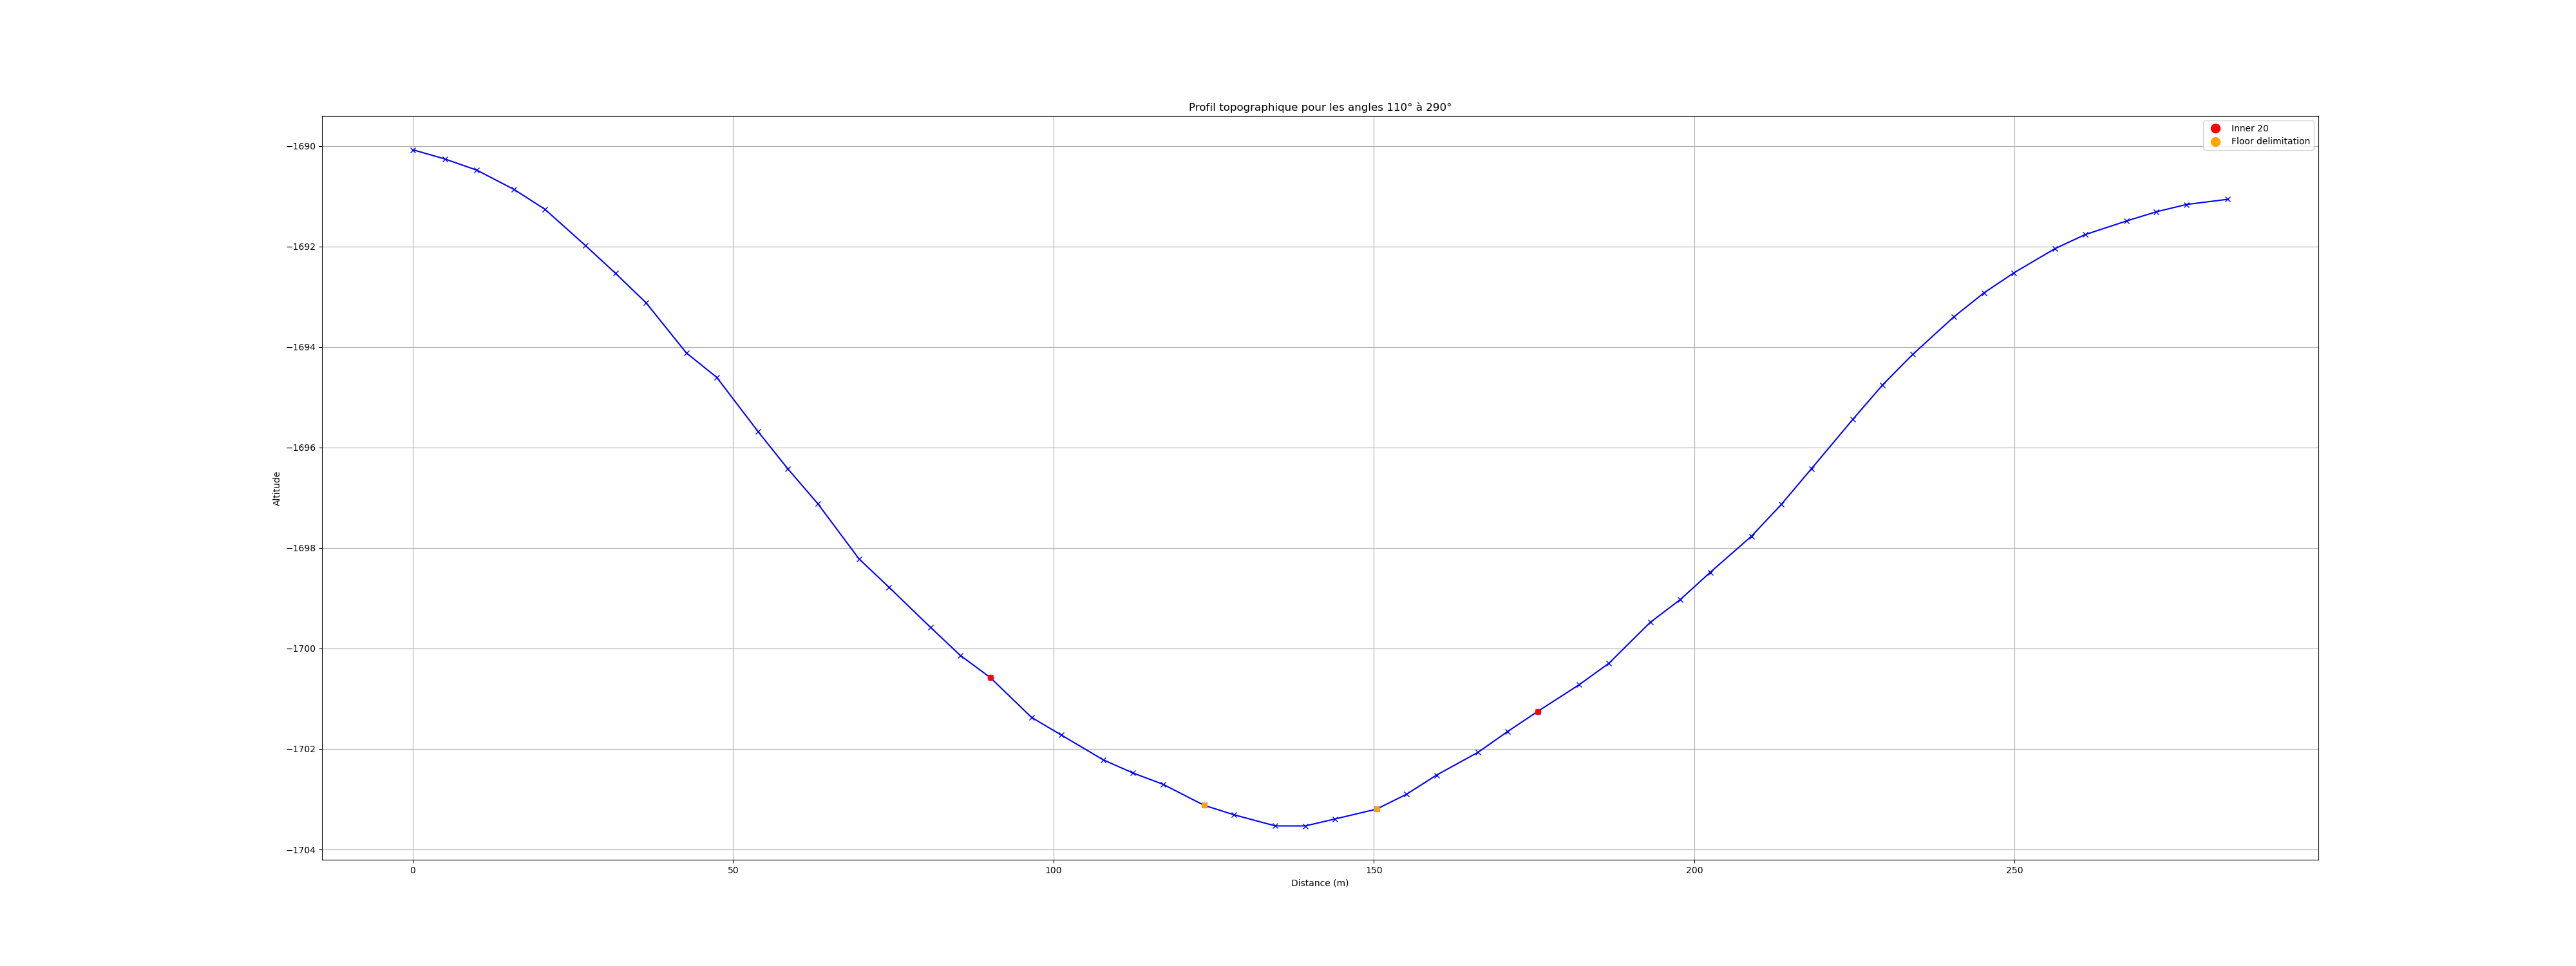 Profil topographique pour les angles 110° à 290°
Inner 20
Floor delimitation
−1690
−1692
−1694
−1696
−1698
−1700
−1702
−1704
Altitude
0
50
100
150
200
250
Distance (m)